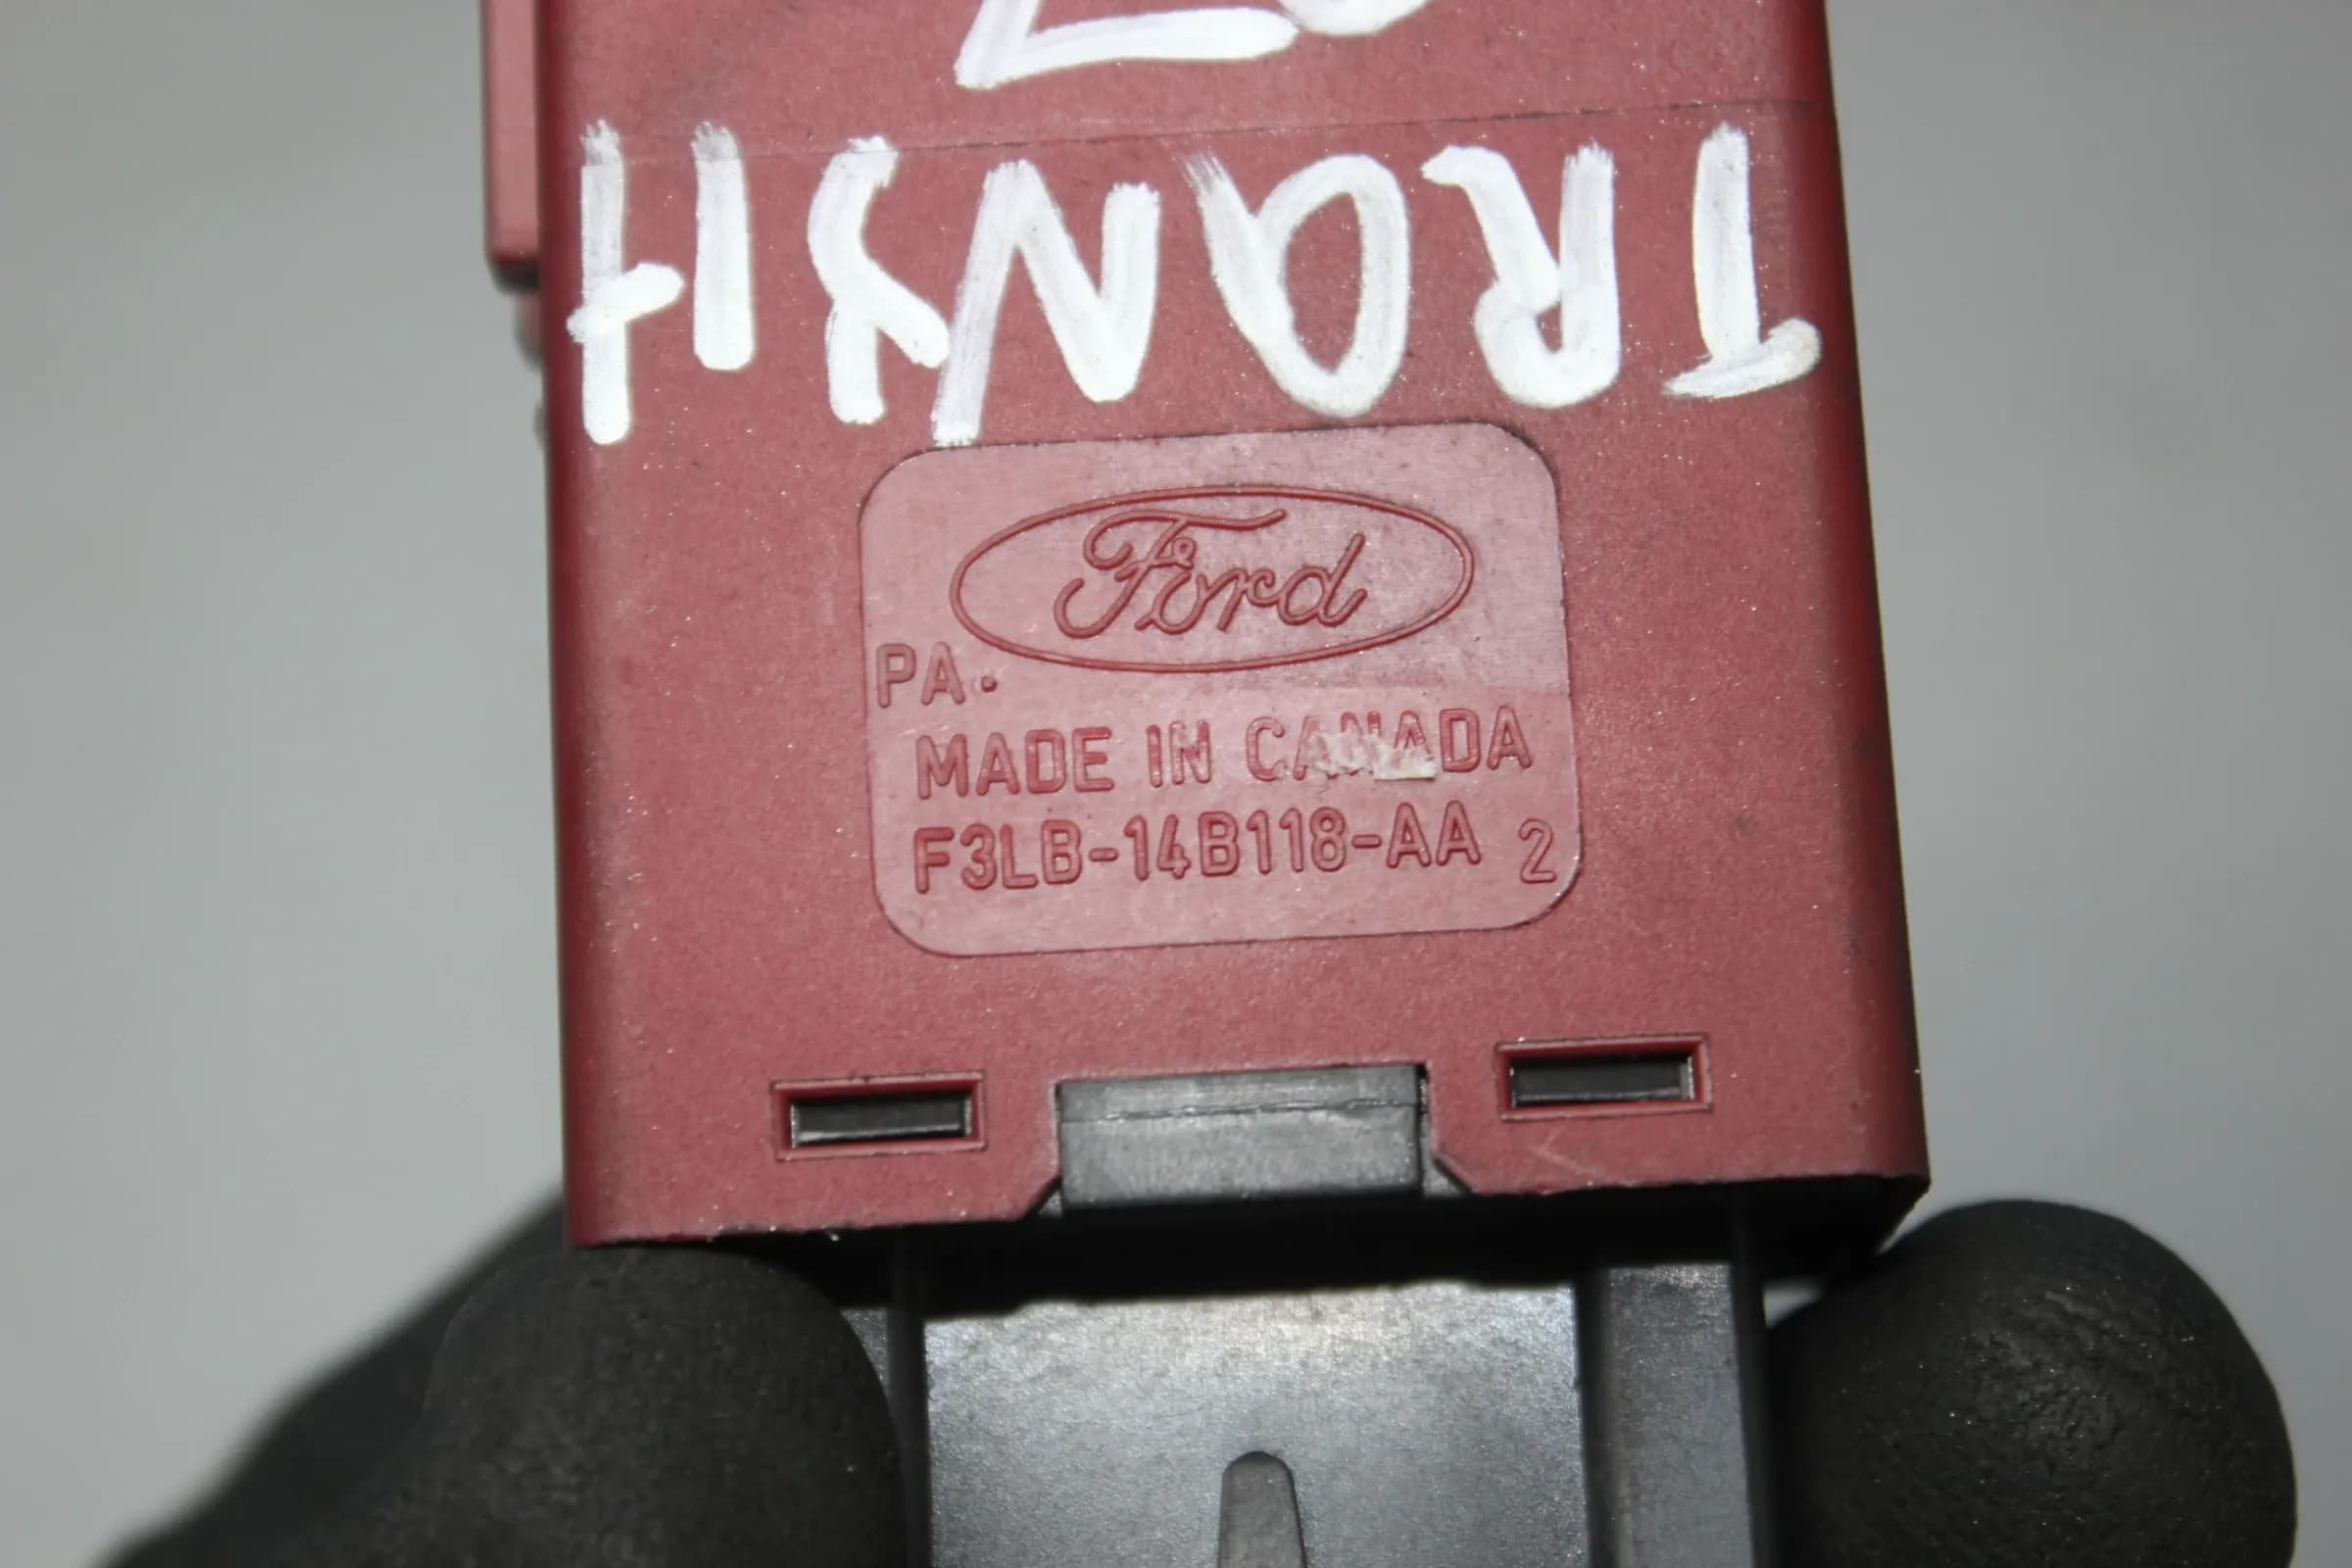 TRANSIT
Ford
PA.
MADE IN CANADA
F3LB-14B118-AA 2